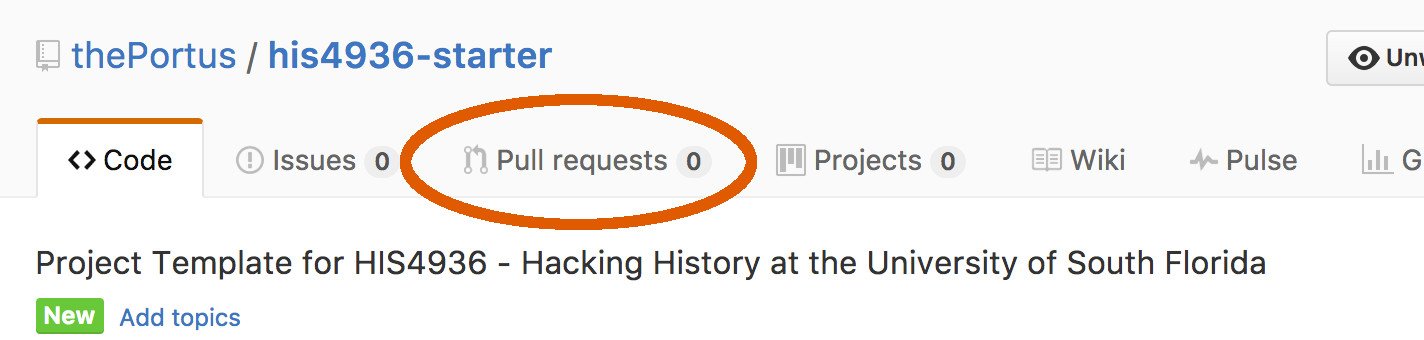 thePortus / his4936-starter
Code Issues 0 Pull requests 0 Projects 0 Wiki Pulse
Project Template for HIS4936 - Hacking History at the University of South Florida
New Add topics